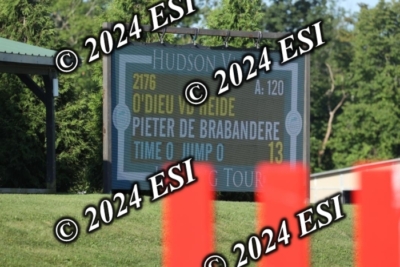 © 2024 ESI
© 2024 ESI
HUDSON
2176 A: 120
O'DIEU VD HEIDE
PIETER DE BRABANDERE
TIME 0 JUMP 0 13
TOUR
© 2024 ESI
© 2024 ESI
© 2024 ESI